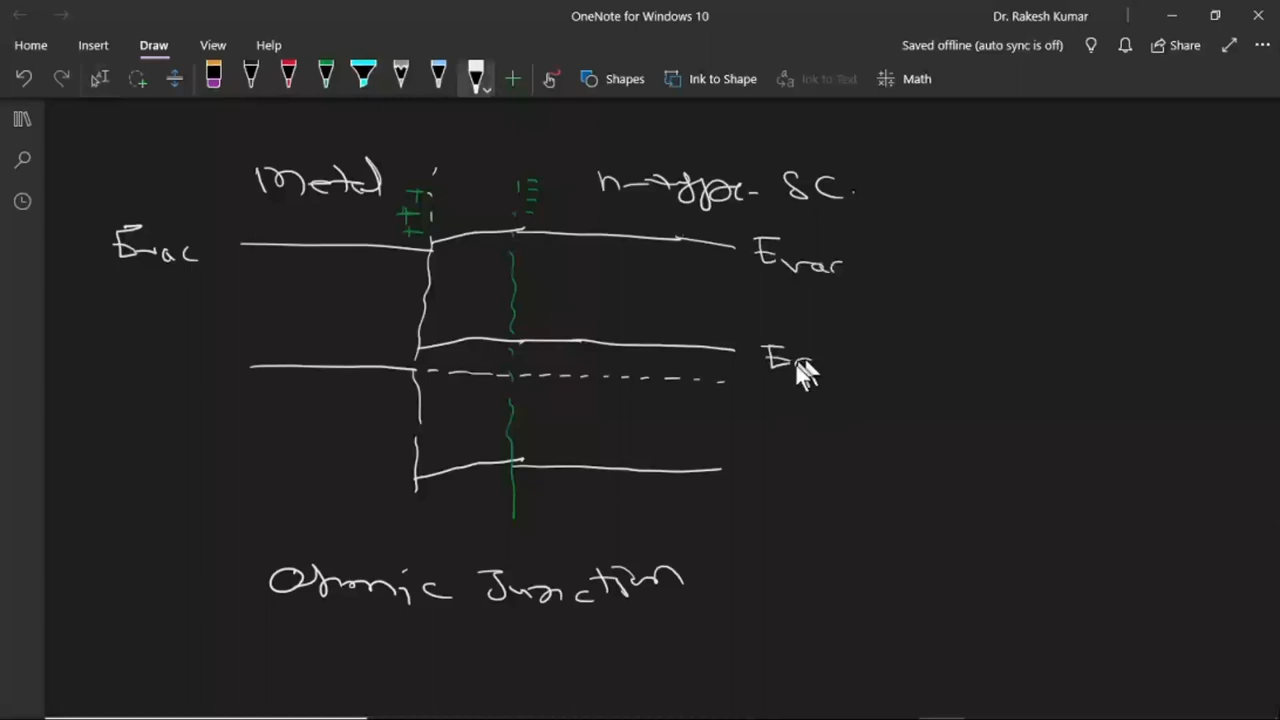 OneNote for Windows 10
Dr. Rakesh Kumar
Home Insert Draw View Help
Saved offline (auto sync is off) Share
Shapes Ink to Shape Ink to Text Math
Metal n-type SC
Evac Evac
Ohmic Junction